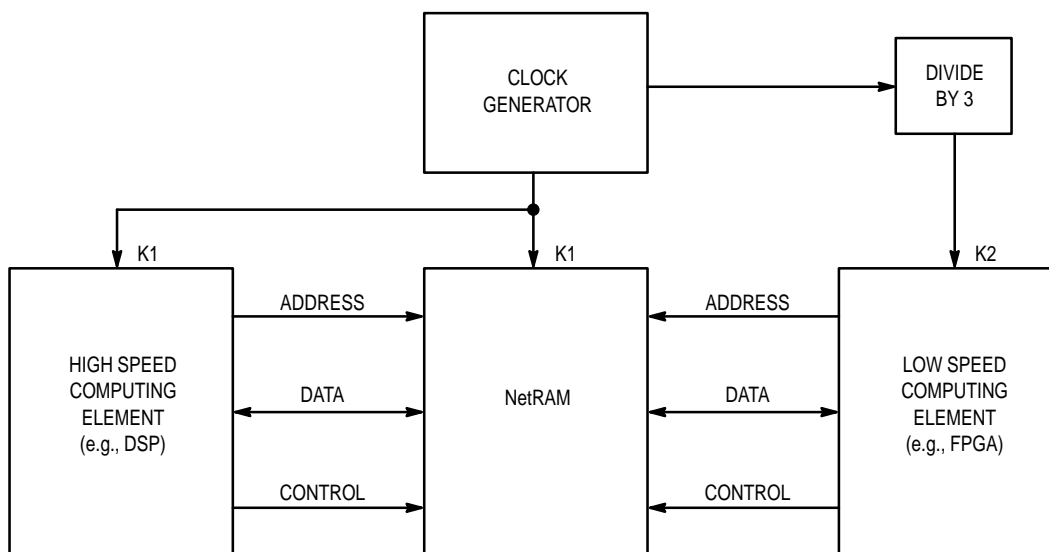 CLOCK
GENERATOR
DIVIDE
BY 3
K1
K1
K2
HIGH SPEED
COMPUTING
ELEMENT
(e.g., DSP)
ADDRESS
DATA
CONTROL
NetRAM
ADDRESS
DATA
CONTROL
LOW SPEED
COMPUTING
ELEMENT
(e.g., FPGA)